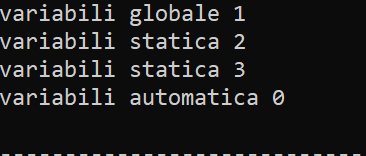 variabili globale 1
variabili statica 2
variabili statica 3
variabili automatica 0
--------------------------------